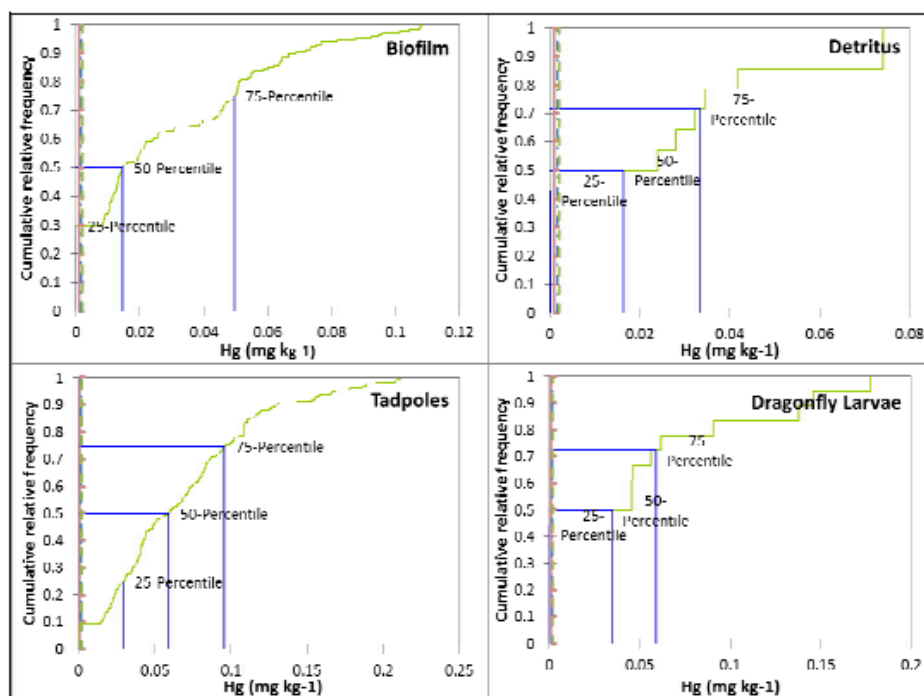 Biofilm
Cumulative relative frequency
1
0.9
0.8
0.7
0.6
0.5
0.4
0.3
0.2
0.1
0
75-Percentile
50 Percentile
25-Percentile
0 0.02 0.04 0.06 0.08 0.1 0.12
Hg (mg kg-1)
Detritus
Cumulative relative frequency
1
0.9
0.8
0.7
0.6
0.5
0.4
0.3
0.2
0.1
0
75-
Percentile
50-
Percentile
25-
Percentile
0 0.02 0.04 0.06 0.08
Hg (mg kg-1)
Tadpoles
Cumulative relative frequency
1
0.9
0.8
0.7
0.6
0.5
0.4
0.3
0.2
0.1
0
75-Percentile
50-Percentile
25 Percentile
0 0.05 0.1 0.15 0.2 0.25
Hg (mg kg-1)
Dragonfly Larvae
Cumulative relative frequency
1
0.9
0.8
0.7
0.6
0.5
0.4
0.3
0.2
0.1
0
75
Percentile
50-
Percentile
25-
Percentile
0 0.05 0.1 0.15 0.2
Hg (mg kg-1)